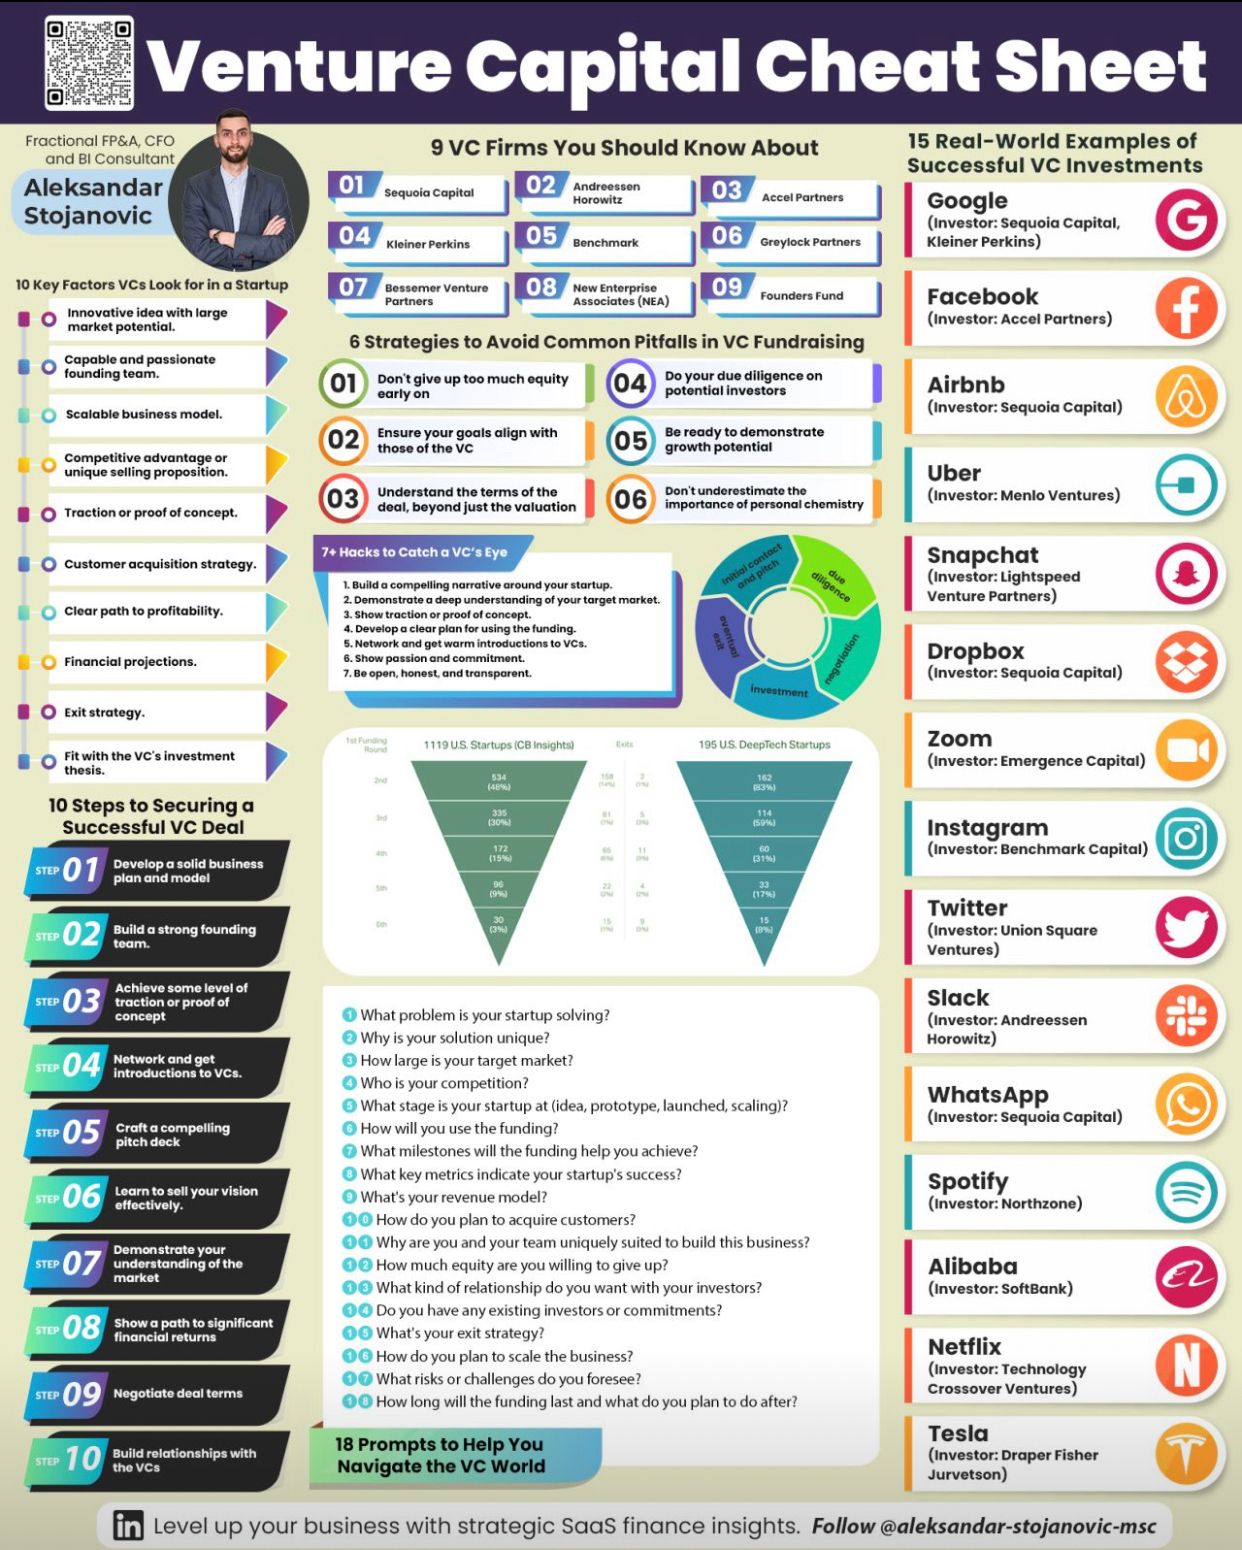 Venture Capital Cheat Sheet
Fractional FP&A, CFO
and BI Consultant
Aleksandar
Stojanovic
10 Key Factors VCs Look for in a Startup
Innovative idea with large
market potential.
Capable and passionate
founding team.
Scalable business model.
Competitive advantage or
unique selling proposition.
Traction or proof of concept.
Customer acquisition strategy.
Clear path to profitability.
Financial projections.
Exit strategy.
Fit with the VC's investment
thesis.
10 Steps to Securing a
Successful VC Deal
STEP 01 Develop a solid business
plan and model
STEP 02 Build a strong founding
team.
STEP 03 Achieve some level of
traction or proof of
concept
STEP 04 Network and get
introductions to VCs.
STEP 05 Craft a compelling
pitch deck
STEP 06 Learn to sell your vision
effectively.
STEP 07 Demonstrate your
understanding of the
market
STEP 08 Show a path to significant
financial returns
STEP 09 Negotiate deal terms
STEP 10 Build relationships with
the VCs
9 VC Firms You Should Know About
01 Sequoia Capital
02 Andreessen
Horowitz
03 Accel Partners
04 Kleiner Perkins
05 Benchmark
06 Greylock Partners
07 Bessemer Venture
Partners
08 New Enterprise
Associates (NEA)
09 Founders Fund
6 Strategies to Avoid Common Pitfalls in VC Fundraising
01 Don't give up too much equity
early on
02 Ensure your goals align with
those of the VC
03 Understand the terms of the
deal, beyond just the valuation
04 Do your due diligence on
potential investors
05 Be ready to demonstrate
growth potential
06 Don't underestimate the
importance of personal chemistry
7+ Hacks to Catch a VC's Eye
1. Build a compelling narrative around your startup.
2. Demonstrate a deep understanding of your target market.
3. Show traction or proof of concept.
4. Develop a clear plan for using the funding.
5. Network and get warm introductions to VCs.
6. Show passion and commitment.
7. Be open, honest, and transparent.
initial contact
and pitch
due
diligence
negotiation
investment
eventual
exit
1st Funding
Round
1119 U.S. Startups (CB Insights)
Exits
195 U.S. DeepTech Startups
2nd
534
(48%)
158
(14%)
2
(1%)
162
(83%)
3rd
335
(30%)
81
(7%)
5
(3%)
114
(59%)
4th
172
(15%)
65
(6%)
11
60
(31%)
5th
96
(9%)
22
(2%)
4
(2%)
33
(17%)
6th
30
(3%)
15
(1%)
9
15
(8%)
1 What problem is your startup solving?
2 Why is your solution unique?
3 How large is your target market?
4 Who is your competition?
5 What stage is your startup at (idea, prototype, launched, scaling)?
6 How will you use the funding?
7 What milestones will the funding help you achieve?
8 What key metrics indicate your startup's success?
9 What's your revenue model?
10 How do you plan to acquire customers?
11 Why are you and your team uniquely suited to build this business?
12 How much equity are you willing to give up?
13 What kind of relationship do you want with your investors?
14 Do you have any existing investors or commitments?
15 What's your exit strategy?
16 How do you plan to scale the business?
17 What risks or challenges do you foresee?
18 How long will the funding last and what do you plan to do after?
18 Prompts to Help You
Navigate the VC World
15 Real-World Examples of
Successful VC Investments
Google
(Investor: Sequoia Capital,
Kleiner Perkins)
Facebook
(Investor: Accel Partners)
Airbnb
(Investor: Sequoia Capital)
Uber
(Investor: Menlo Ventures)
Snapchat
(Investor: Lightspeed
Venture Partners)
Dropbox
(Investor: Sequoia Capital)
Zoom
(Investor: Emergence Capital)
Instagram
(Investor: Benchmark Capital)
Twitter
(Investor: Union Square
Ventures)
Slack
(Investor: Andreessen
Horowitz)
WhatsApp
(Investor: Sequoia Capital)
Spotify
(Investor: Northzone)
Alibaba
(Investor: SoftBank)
Netflix
(Investor: Technology
Crossover Ventures)
Tesla
(Investor: Draper Fisher
Jurvetson)
in Level up your business with strategic SaaS finance insights. Follow @aleksandar-stojanovic-msc